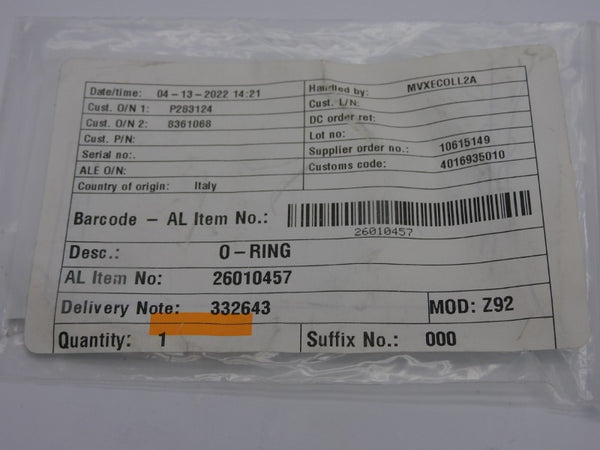 Date/time: 04-13-2022 14:21
Handled by: MVXECOLL2A
Cust. O/N 1: P283124
Cust. L/N:
Cust. O/N 2: 8361068
DC order ret:
Cust. P/N:
Lot no:
Serial no:.
Supplier order no.: 10615149
ALE O/N:
Customs code: 4016935010
Country of origin: Italy
Barcode - AL Item No.:
26010457
Desc.: O-RING
AL Item No: 26010457
Delivery Note: 332643
MOD: Z92
Quantity: 1
Suffix No.: 000